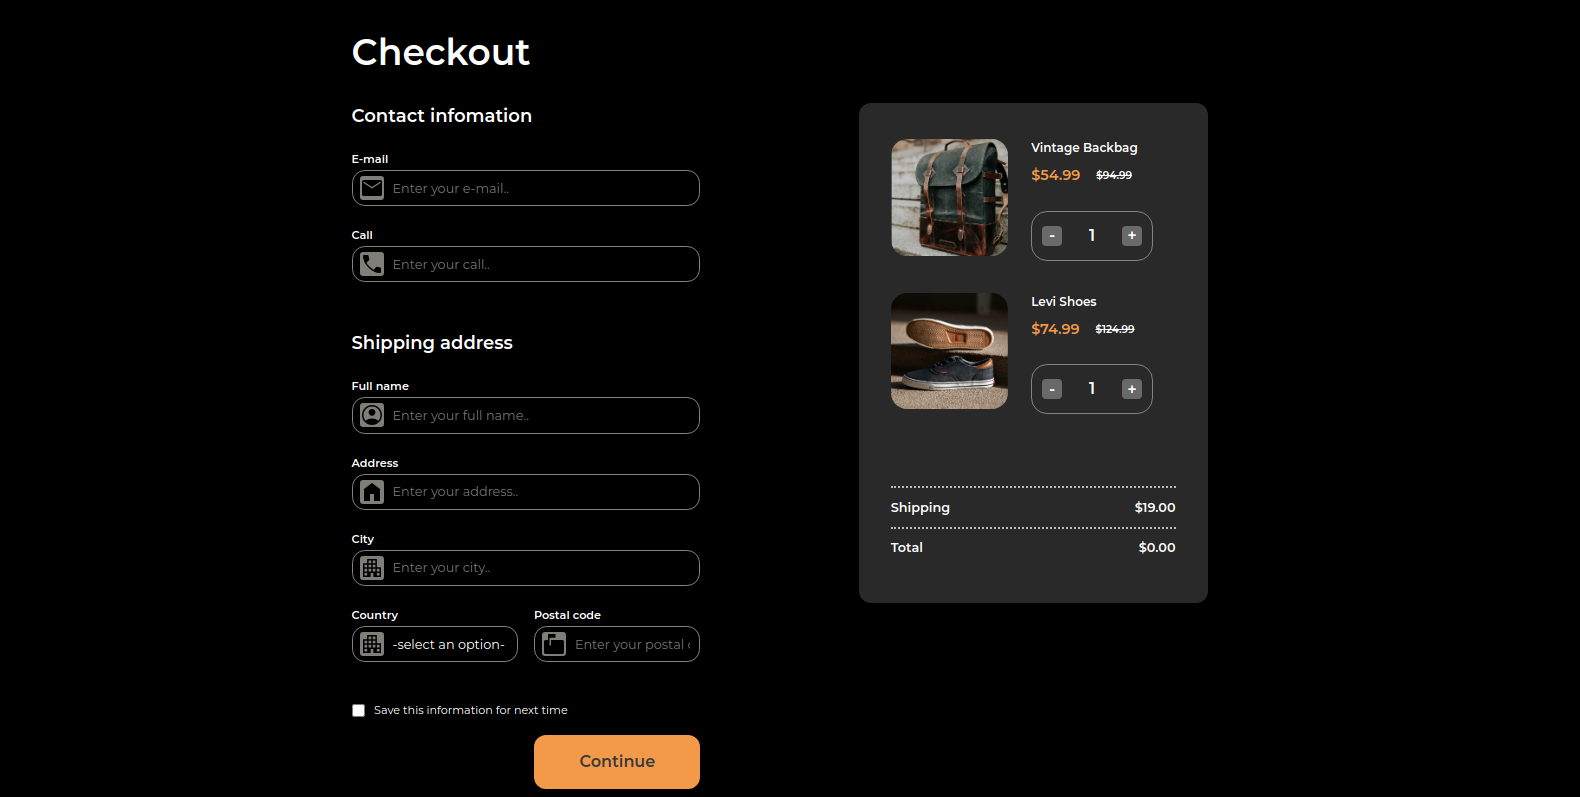 Checkout
Contact infomation
E-mail
Enter your e-mail..
Call
Enter your call..
Shipping address
Full name
Enter your full name..
Address
Enter your address..
City
Enter your city..
Country
-select an option-
Postal code
Enter your postal c
Save this information for next time
Continue
Vintage Backbag
$54.99 $94.99
- 1 +
Levi Shoes
$74.99 $124.99
- 1 +
Shipping $19.00
Total $0.00